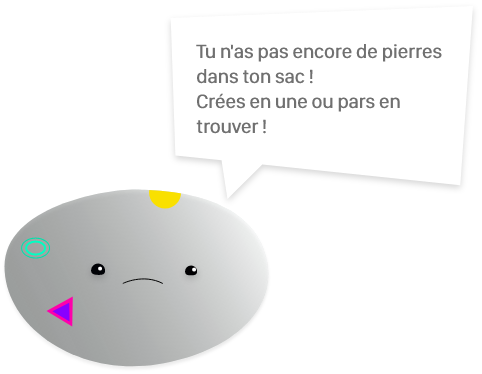 Tu n'as pas encore de pierres
dans ton sac !
Crées en une ou pars en
trouver !